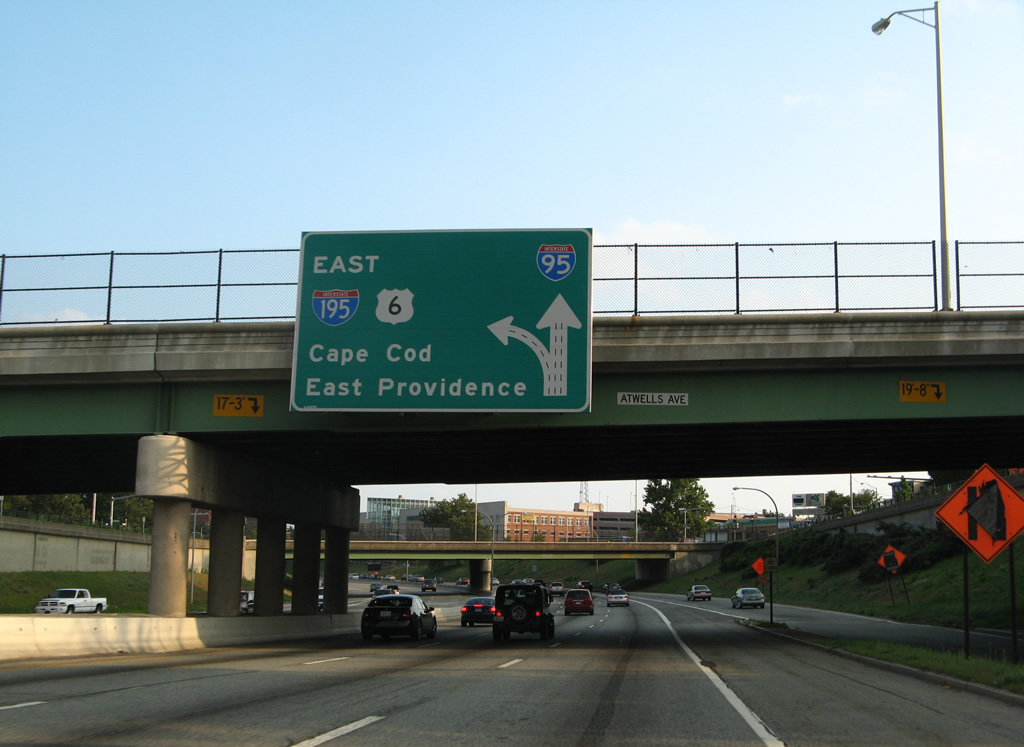 EAST
INTERSTATE
95
INTERSTATE
195
6
Cape Cod
East Providence
17-3"
ATWELLS AVE
19-8"